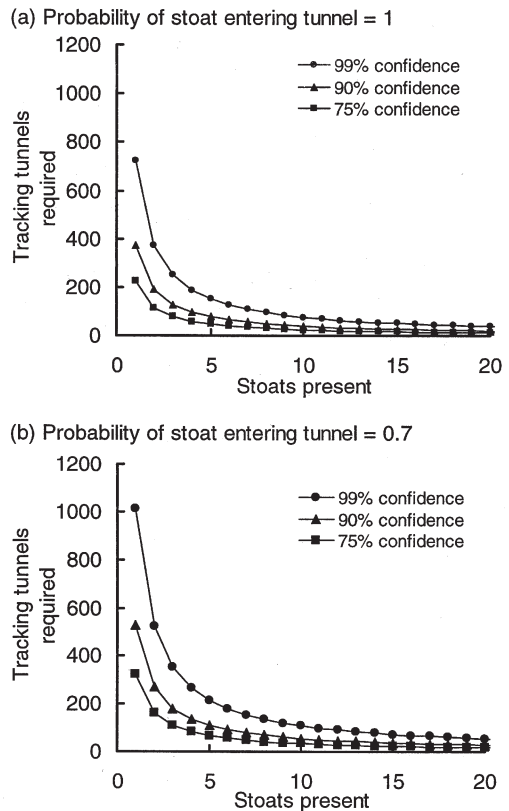 (a) Probability of stoat entering tunnel = 1
1200
1000
800
600
400
200
0
Tracking tunnels
required
99% confidence
90% confidence
75% confidence
0 5 10 15 20
Stoats present
(b) Probability of stoat entering tunnel = 0.7
1200
1000
800
600
400
200
0
Tracking tunnels
required
99% confidence
90% confidence
75% confidence
0 5 10 15 20
Stoats present